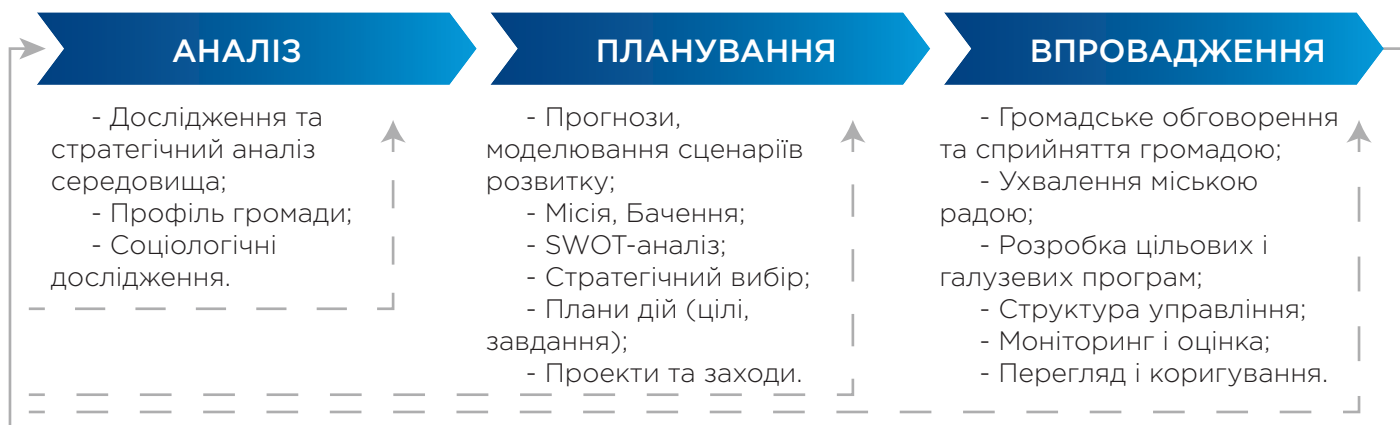 АНАЛІЗ
- Дослідження та
стратегічний аналіз
середовища;
- Профіль громади;
- Соціологічні
дослідження.
ПЛАНУВАННЯ
- Прогнози,
моделювання сценаріїв
розвитку;
- Місія, Бачення;
- SWOT-аналіз;
- Стратегічний вибір;
- Плани дій (цілі,
завдання);
- Проекти та заходи.
ВПРОВАДЖЕННЯ
- Громадське обговорення
та сприйняття громадою;
- Ухвалення міською
радою;
- Розробка цільових і
галузевих програм;
- Структура управління;
- Моніторинг і оцінка;
- Перегляд і коригування.